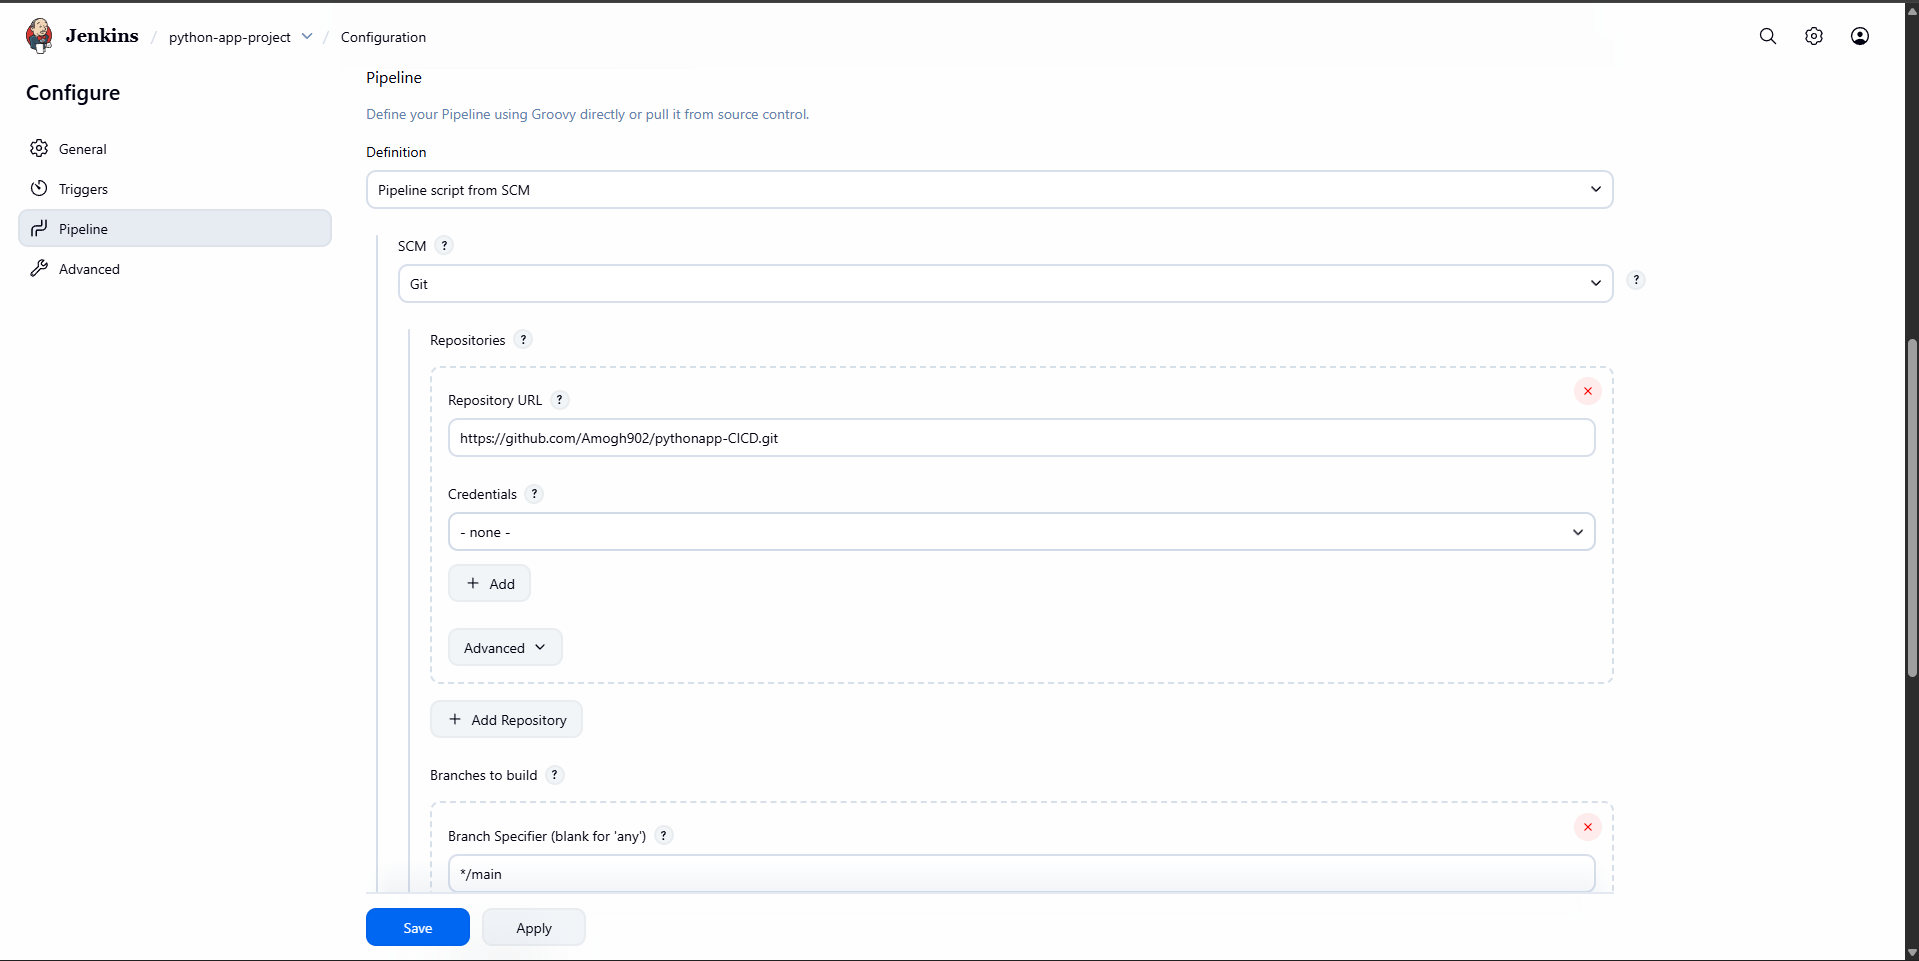 Jenkins / python-app-project / Configuration
Configure
General
Triggers
Pipeline
Advanced
Pipeline
Define your Pipeline using Groovy directly or pull it from source control.
Definition
Pipeline script from SCM
SCM ?
Git
?
Repositories ?
Repository URL ?
https://github.com/Amogh902/pythonapp-CICD.git
Credentials ?
- none -
+ Add
Advanced
+ Add Repository
Branches to build ?
Branch Specifier (blank for 'any') ?
*/main
Save
Apply